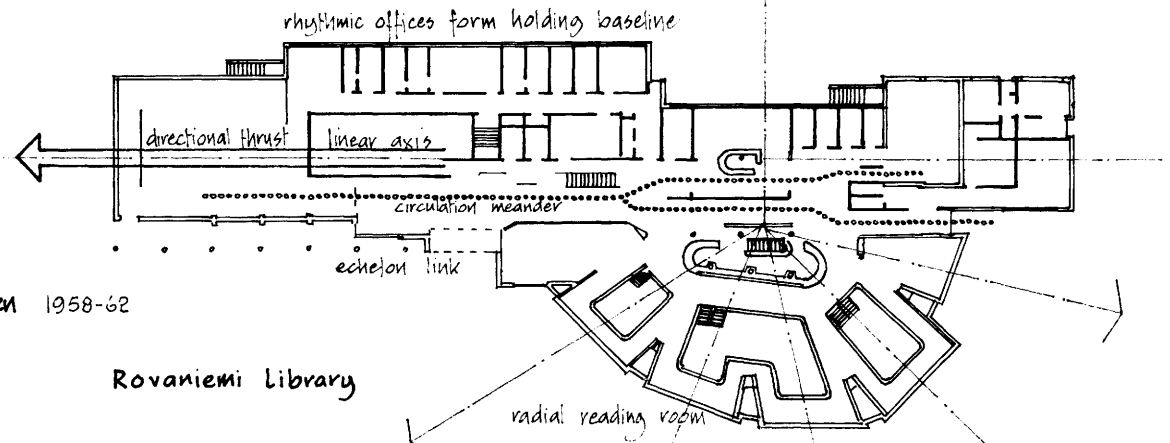 rhythmic offices form holding baseline
directional thrust linear axis
circulation meander
echelon link
1958-62
Rovaniemi Library
radial reading room